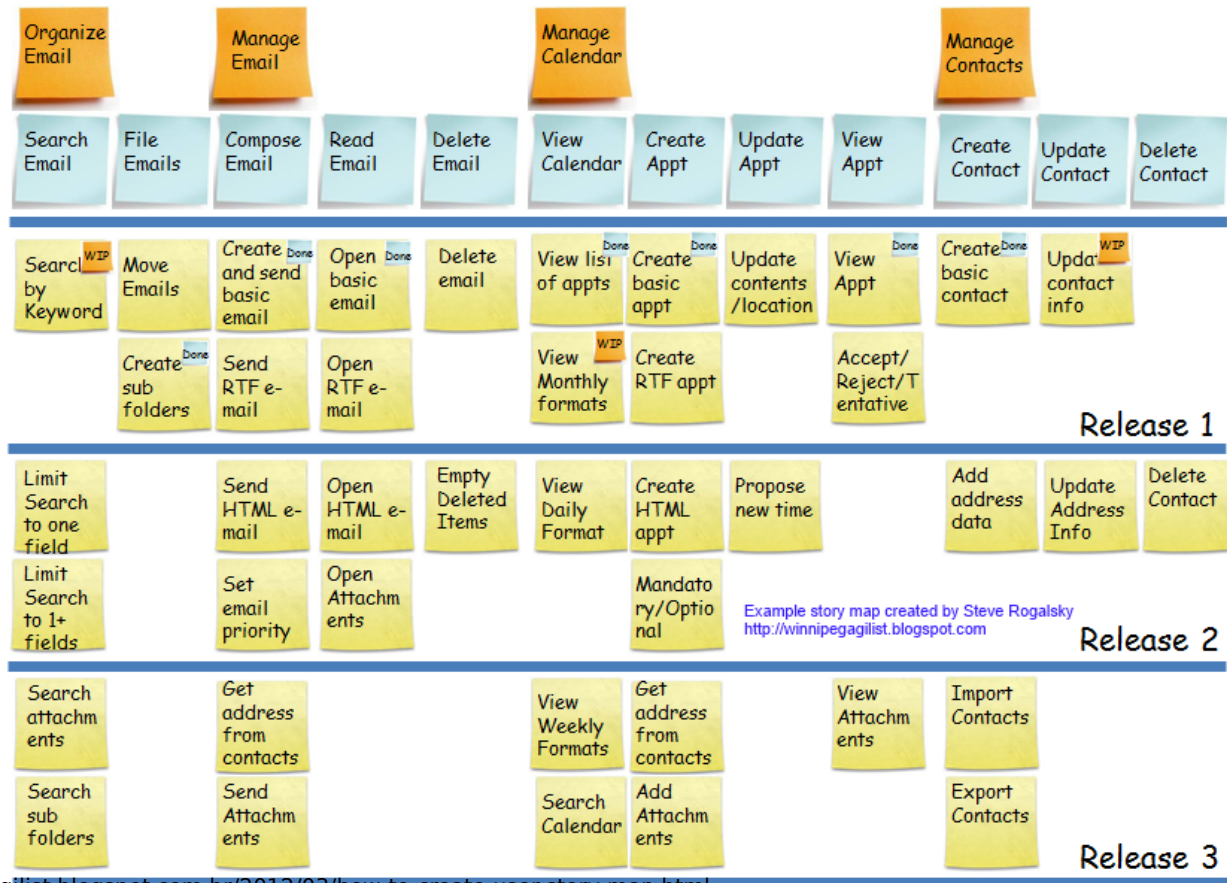 Organize
Email
Manage
Email
Manage
Calendar
Manage
Contacts
Search
Email
File
Emails
Compose
Email
Read
Email
Delete
Email
View
Calendar
Create
Appt
Update
Appt
View
Appt
Create
Contact
Update
Contact
Delete
Contact
WIP
by
Keyword
Move
Emails
Create
Done
and send
basic
email
Open
Done
basic
email
Delete
email
Done
View list
of appts
Done
Create
basic
appt
Update
contents
/location
Done
View
Appt
Create
Done
basic
contact
WIP
contact
info
Done
Create
sub
folders
Send
RTF e-
mail
Open
RTF e-
mail
WIP
View
Monthly
formats
Create
RTF appt
Accept/
Reject/T
entative
Release 1
Limit
Search
to one
field
Send
HTML e-
mail
Open
HTML e-
mail
Empty
Deleted
Items
View
Daily
Format
Create
HTML
appt
Propose
new time
Add
address
data
Update
Address
Info
Delete
Contact
Limit
Search
to 1+
fields
Set
email
priority
Open
Attachm
ents
Mandato
ry/Optio
nal
Example story map created by Steve Rogalsky
http://winnipegagilist.blogspot.com
Release 2
Search
attachm
ents
Get
address
from
contacts
View
Weekly
Formats
Get
address
from
contacts
View
Attachm
ents
Import
Contacts
Search
sub
folders
Send
Attachm
ents
Search
Calendar
Add
Attachm
ents
Export
Contacts
Release 3